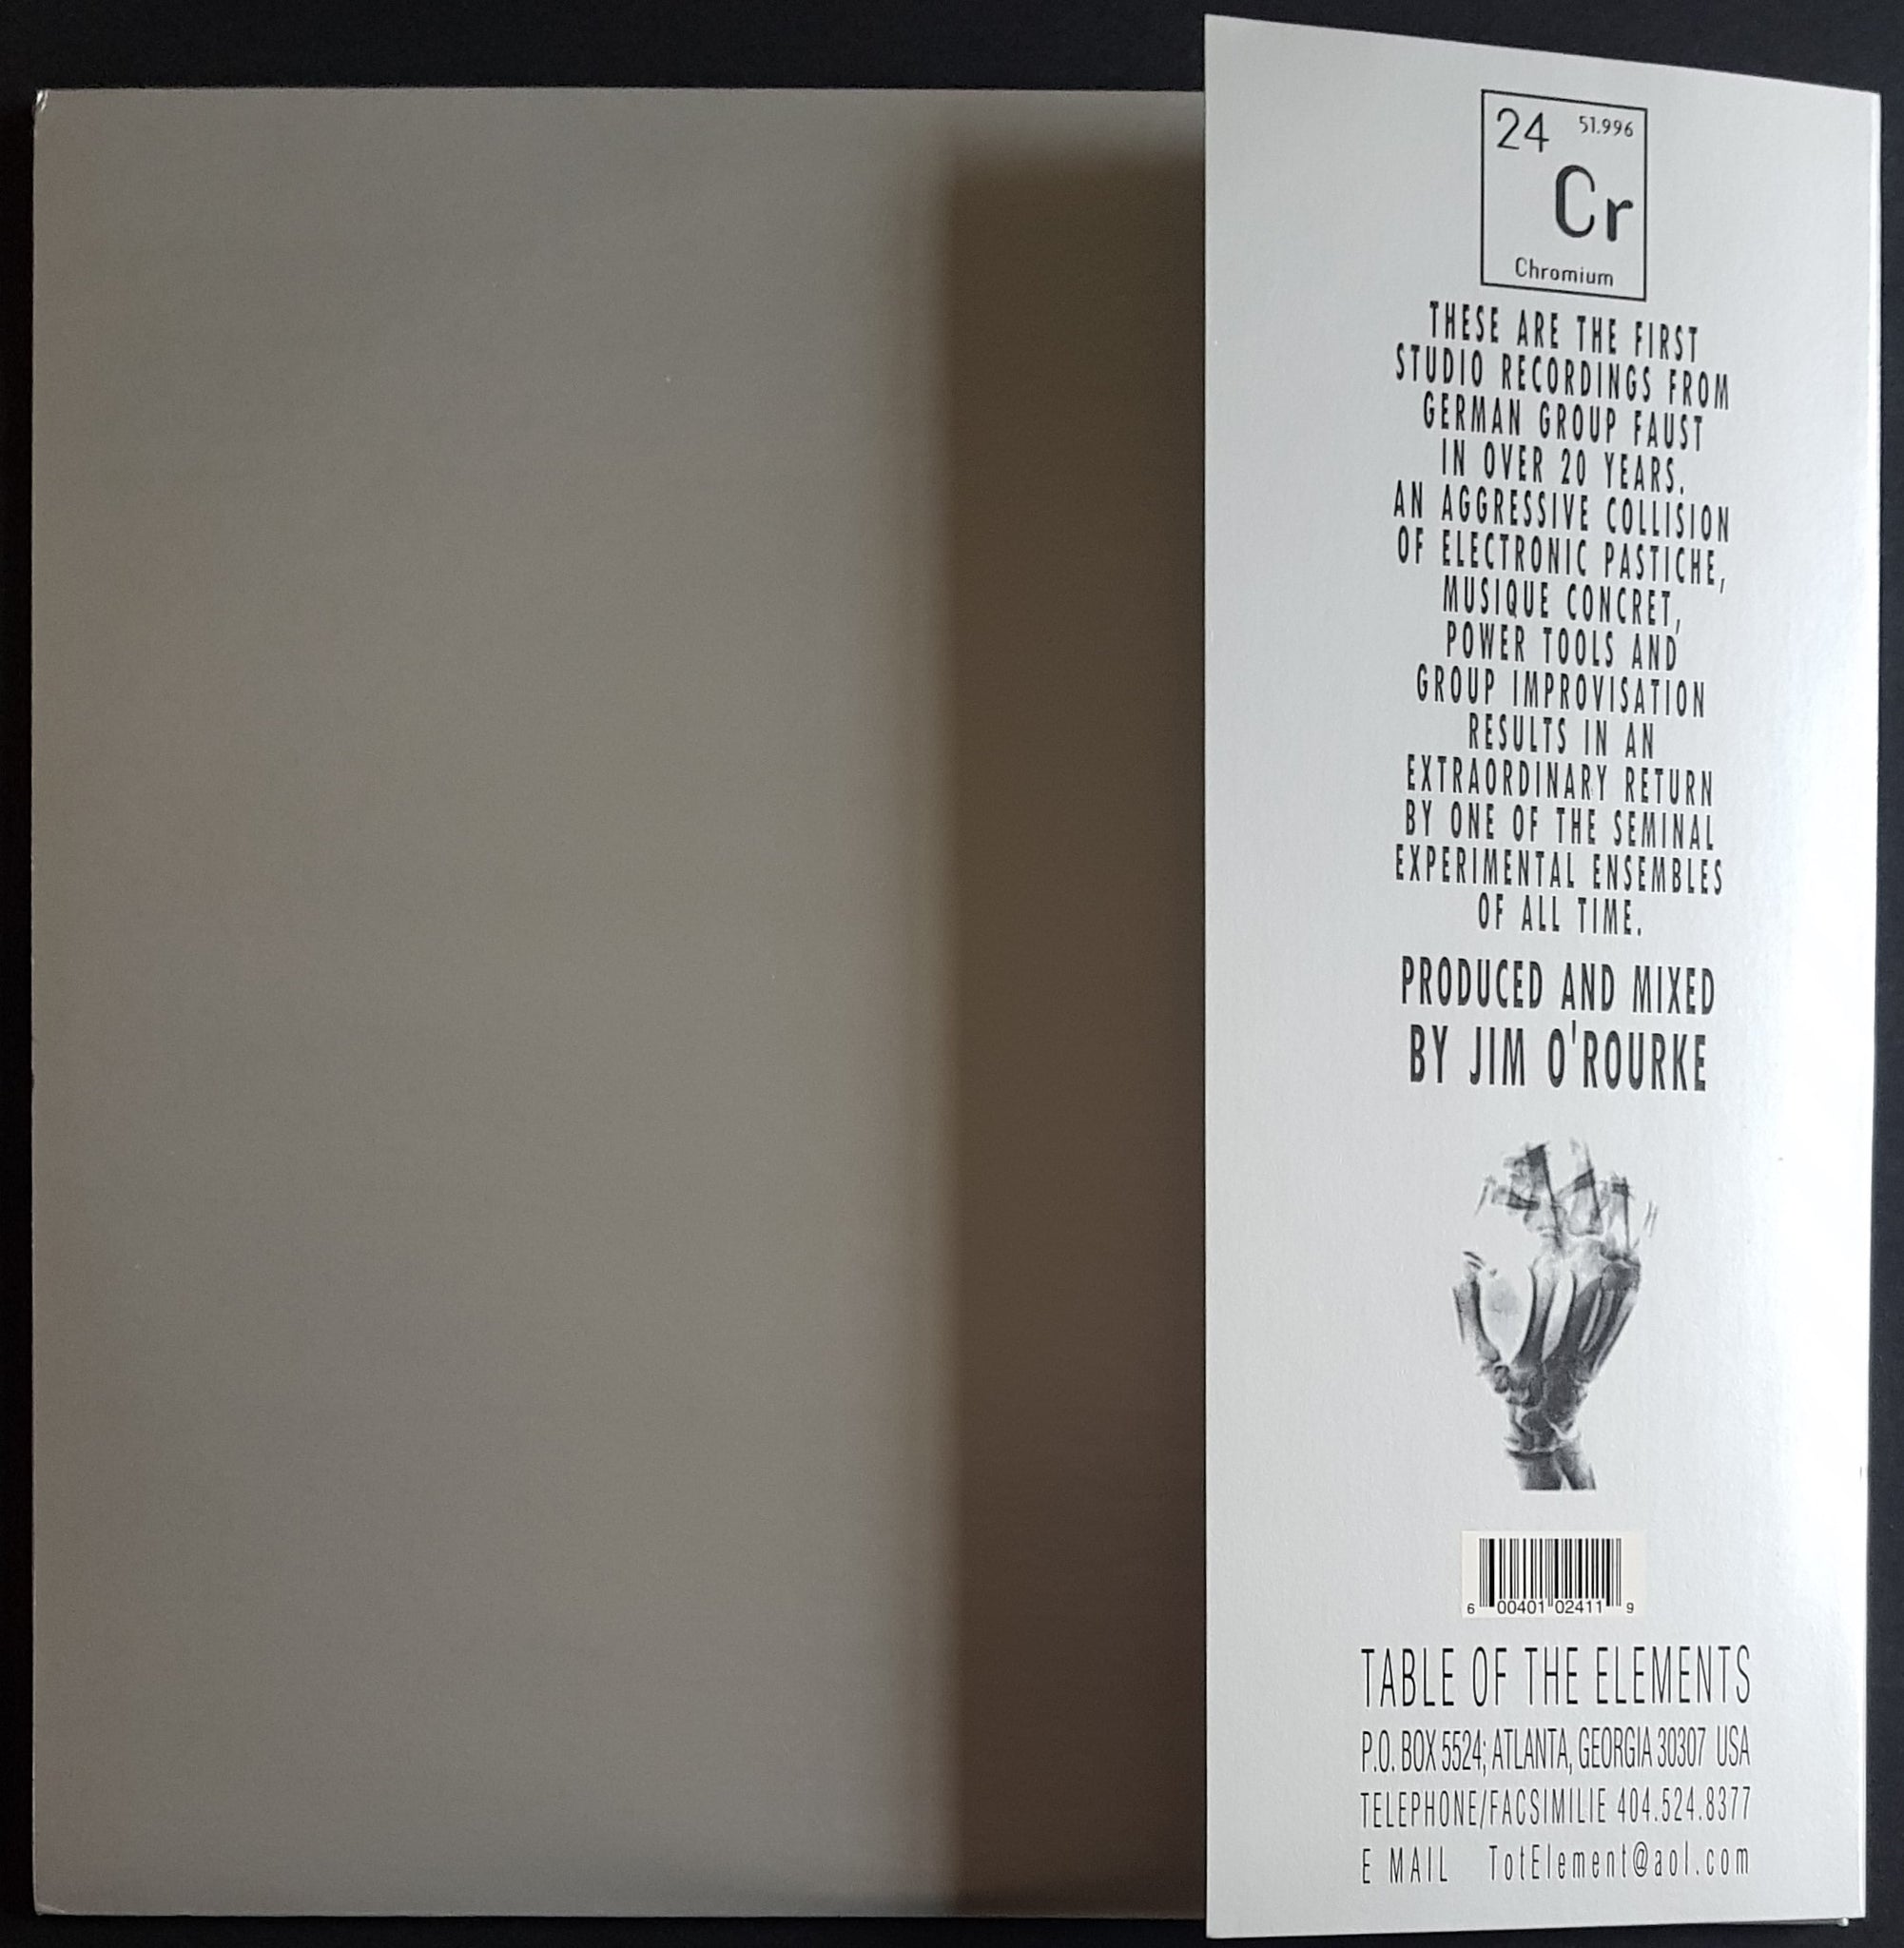 24 51.996
Cr
Chromium
THESE ARE THE FIRST
STUDIO RECORDINGS FROM
GERMAN GROUP FAUST
IN OVER 20 YEARS.
AN AGGRESSIVE COLLISION
OF ELECTRONIC PASTICHE,
MUSIQUE CONCRET,
POWER TOOLS AND
GROUP IMPROVISATION
RESULTS IN AN
EXTRAORDINARY RETURN
BY ONE OF THE SEMINAL
EXPERIMENTAL ENSEMBLES
OF ALL TIME.
PRODUCED AND MIXED
BY JIM O'ROURKE
6 00401 02411 9
TABLE OF THE ELEMENTS
P.O. BOX 5524; ATLANTA, GEORGIA 30307 USA
TELEPHONE/FACSIMILIE 404.524.8377
E MAIL TotElement@aol.com